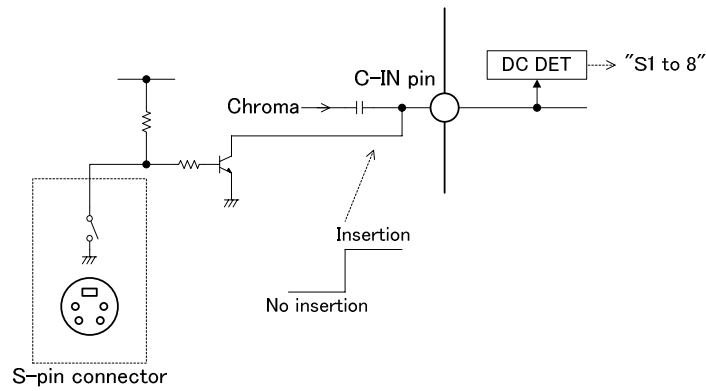 DC DET
"S1 to 8"
C-IN pin
Chroma
Insertion
No insertion
S-pin connector